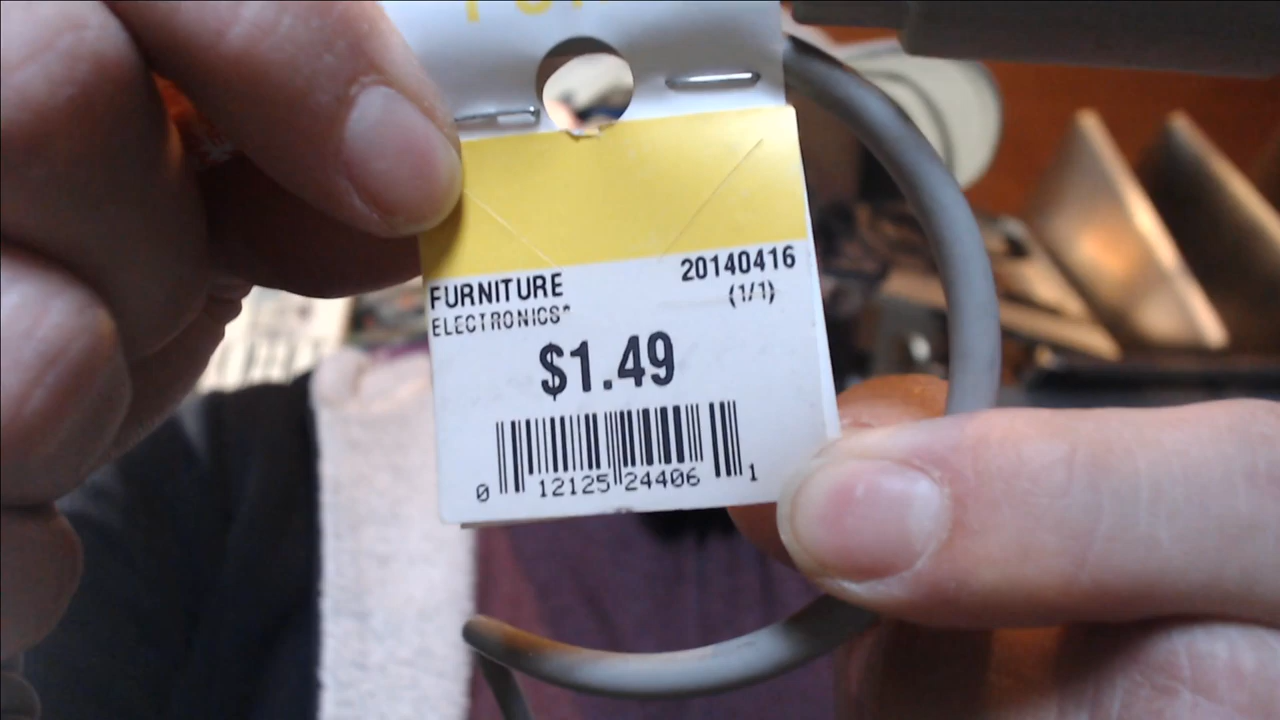 FURNITURE 20140416
ELECTRONICS* (1/1)
$1.49
0 12125 24406 1